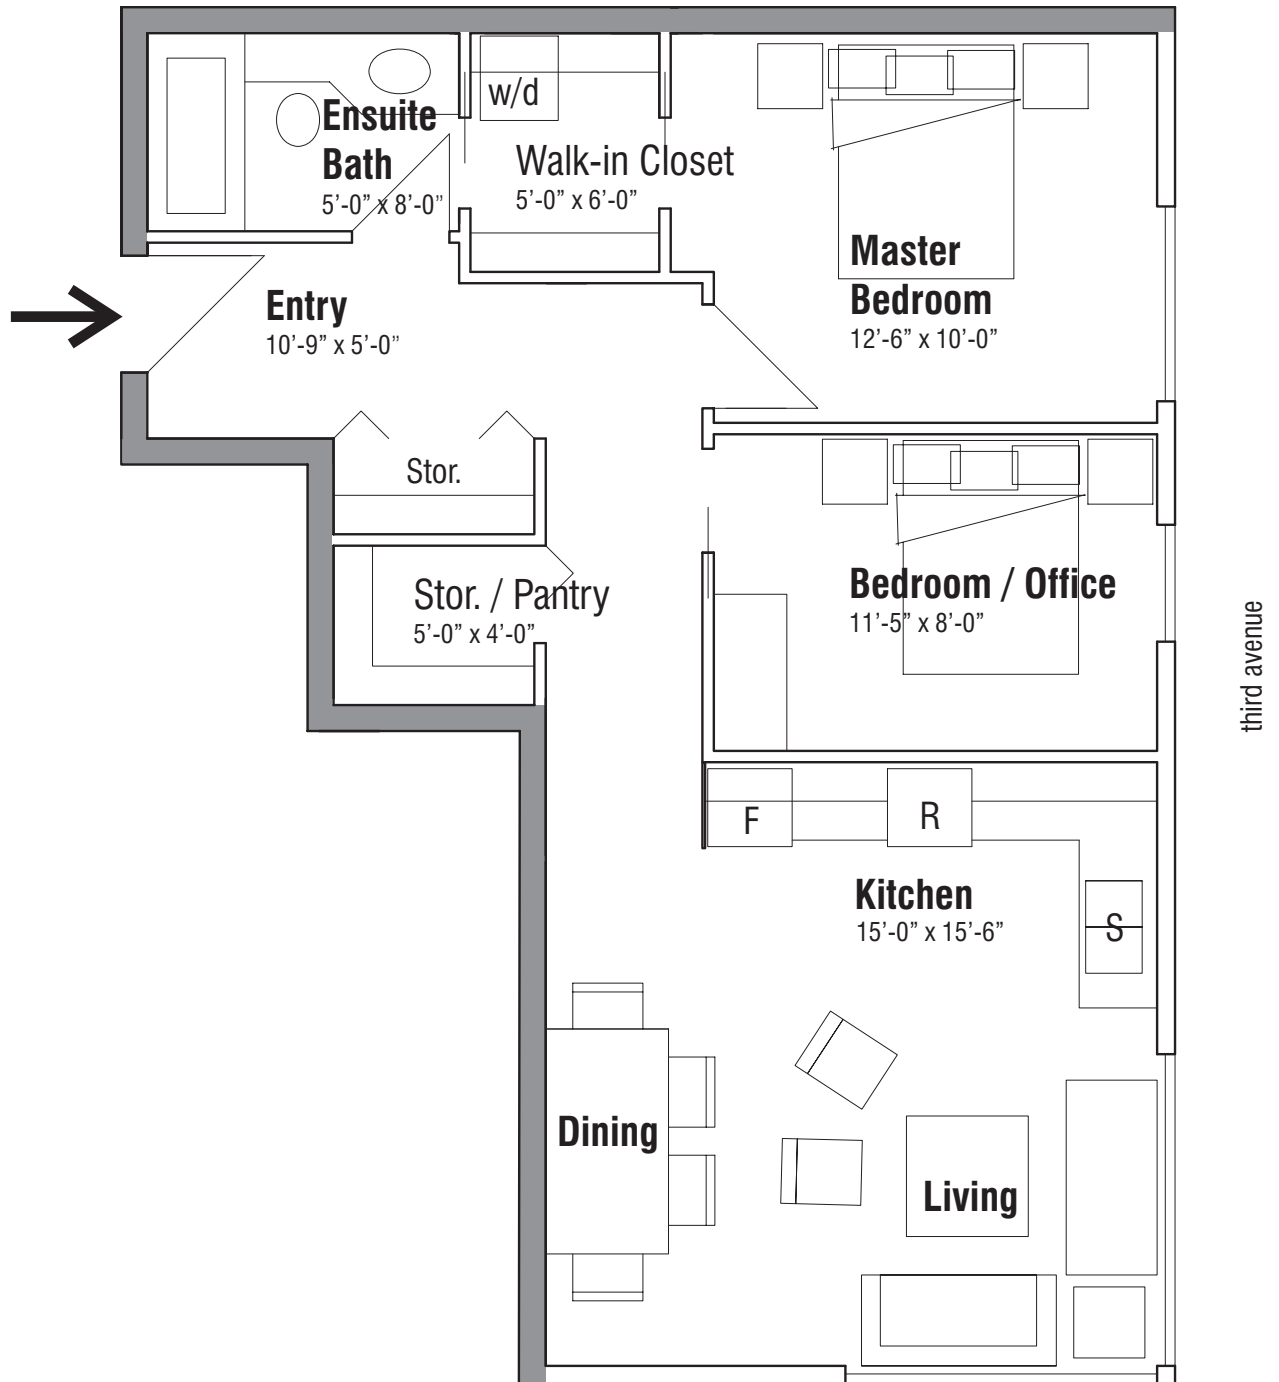 w/d
Ensuite
Bath
5’-0” x 8’-0”
Walk-in Closet
5’-0” x 6’-0”
Master
Bedroom
12’-6” x 10’-0”
Entry
10’-9” x 5’-0”
Stor.
Stor. / Pantry
5’-0” x 4’-0”
Bedroom / Office
11’-5” x 8’-0”
third avenue
F
R
Kitchen
15’-0” x 15’-6”
S
Dining
Living